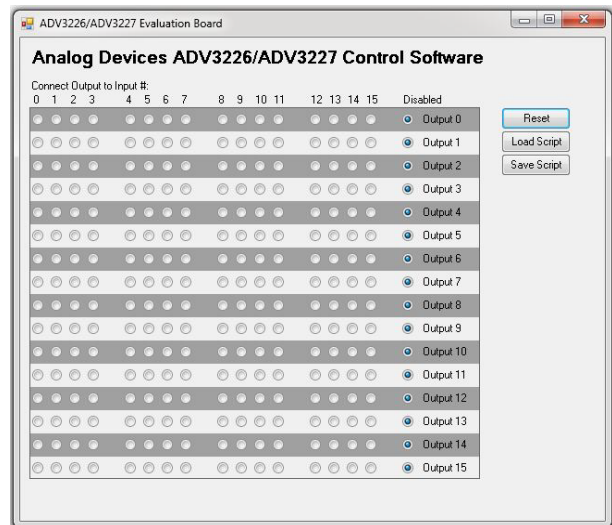 ADV3226/ADV3227 Evaluation Board
Analog Devices ADV3226/ADV3227 Control Software
Connect Output to Input #:
0 1 2 3 4 5 6 7 8 9 10 11 12 13 14 15 Disabled
Output 0 Reset
Output 1 Load Script
Output 2 Save Script
Output 3
Output 4
Output 5
Output 6
Output 7
Output 8
Output 9
Output 10
Output 11
Output 12
Output 13
Output 14
Output 15